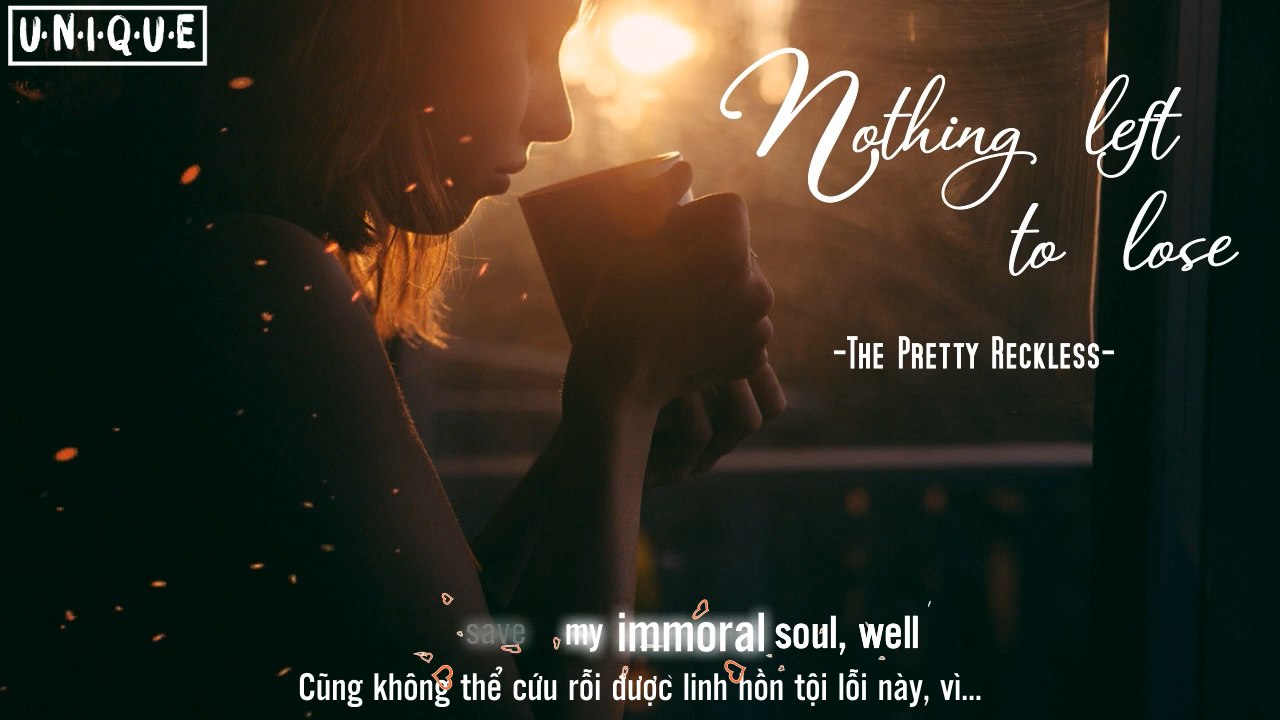 U·N·I·Q·U·E
Nothing left
to lose
-The Pretty Reckless-
save my immoral soul, well
Cũng không thể cứu rỗi được linh hồn tội lỗi này, vì...